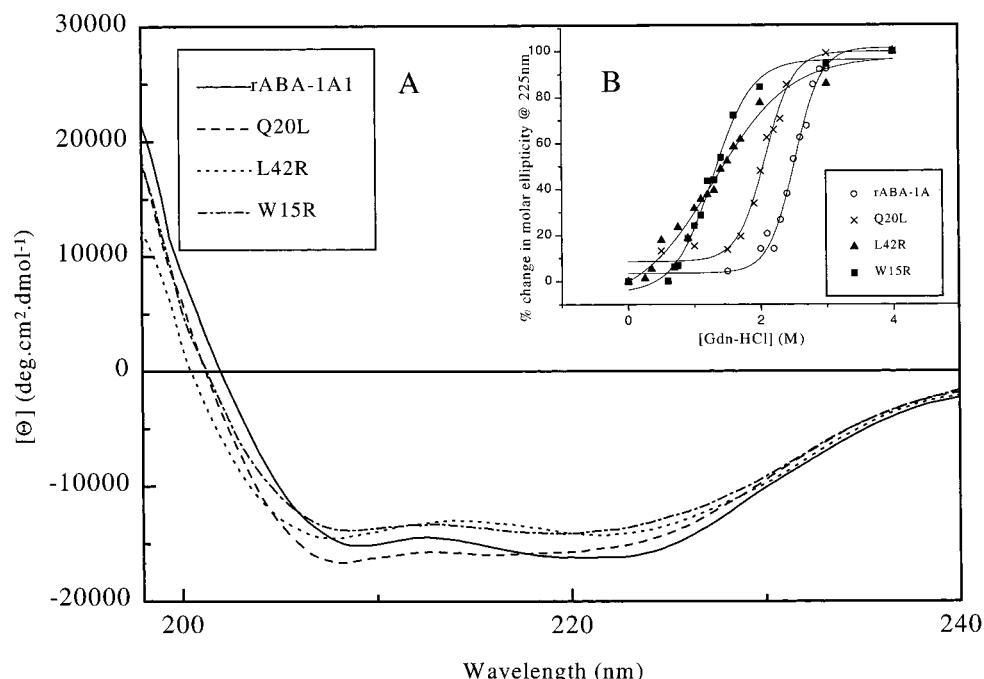 30000
20000
10000
0
-10000
-20000
[Θ] (deg.cm².dmol⁻¹)
200
220
240
Wavelength (nm)
A
rABA-1A1
Q20L
L42R
W15R
B
% change in molar ellipticity @ 225nm
100
80
60
40
20
0
0
2
4
[Gdn-HCl] (M)
rABA-1A
Q20L
L42R
W15R